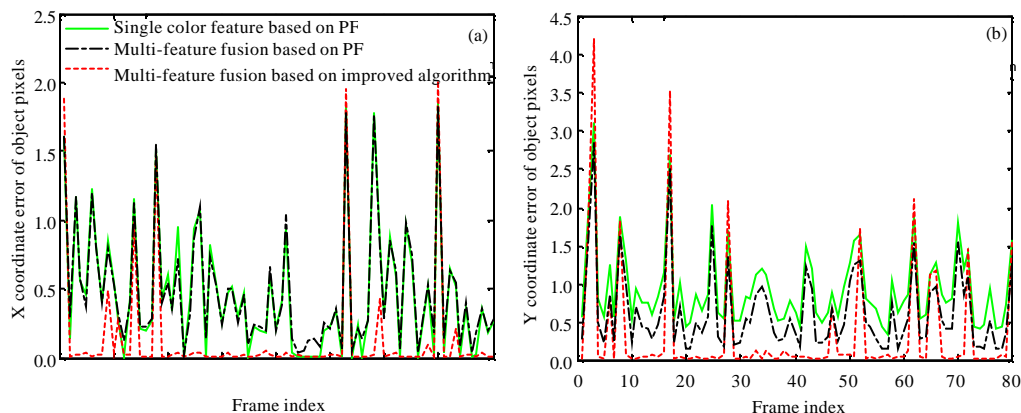 2.5
2.0
1.5
1.0
0.5
0.0
X coordinate error of object pixels
Single color feature based on PF
Multi-feature fusion based on PF
Multi-feature fusion based on improved algorithm
(a)
Frame index
4.5
4.0
3.5
3.0
2.5
2.0
1.5
1.0
0.5
0.0
Y coordinate error of object pixels
(b)
n
0 10 20 30 40 50 60 70 80
Frame index